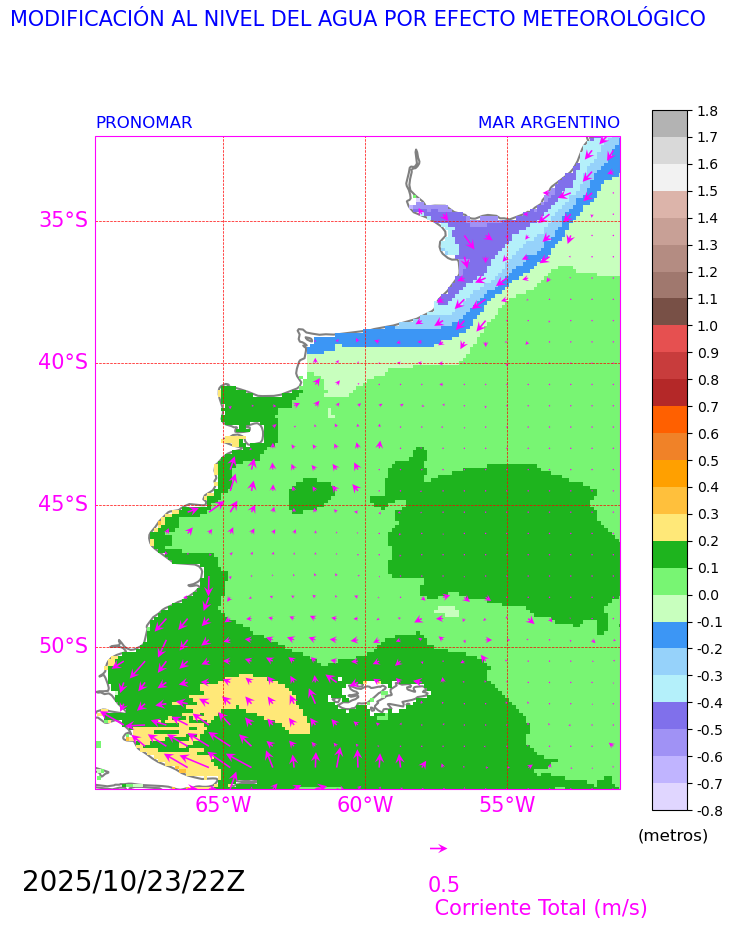 MODIFICACIÓN AL NIVEL DEL AGUA POR EFECTO METEOROLÓGICO
PRONOMAR
MAR ARGENTINO
1.8
1.7
1.6
1.5
1.4
1.3
1.2
1.1
1.0
0.9
0.8
0.7
0.6
0.5
0.4
0.3
0.2
0.1
0.0
-0.1
-0.2
-0.3
-0.4
-0.5
-0.6
-0.7
-0.8
(metros)
35°S
40°S
45°S
50°S
65°W
60°W
55°W
2025/10/23/22Z
0.5
Corriente Total (m/s)